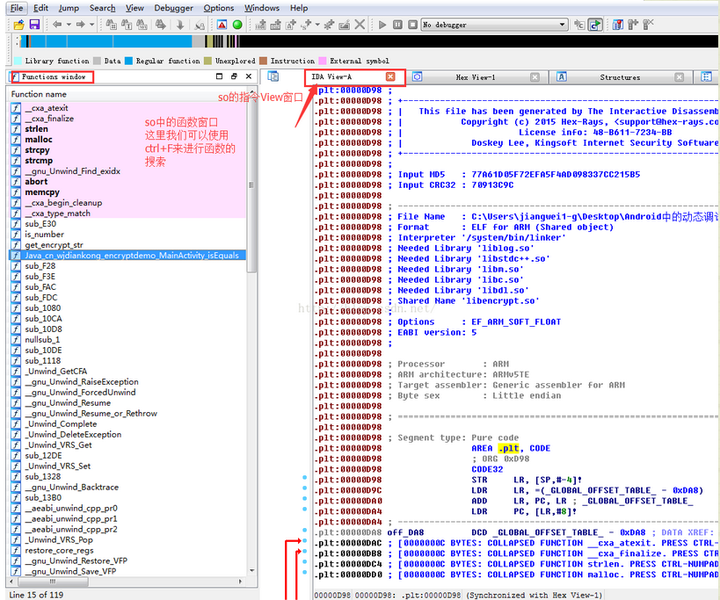 File Edit Jump Search View Debugger Options Windows Help
No debugger
Library function Data Regular function Unexplored Instruction External symbol
Functions window
IDA View-A
Hex View-1
Structures
so的指令View窗口
Function name
__cxa_atexit
__cxa_finalize
strlen
malloc
strcpy
strcmp
__gnu_Unwind_Find_exidx
abort
memcpy
__cxa_begin_cleanup
__cxa_type_match
sub_E30
is_number
get_encrypt_str
Java_cn_wjdiankong_encryptdemo_MainActivity_isEquals
sub_F28
sub_F3E
sub_FAC
sub_FDC
sub_1080
sub_10CA
sub_10D8
nullsub_1
sub_10DE
sub_1118
_Unwind_GetCFA
__gnu_Unwind_RaiseException
__gnu_Unwind_ForcedUnwind
__gnu_Unwind_Resume
__gnu_Unwind_Resume_or_Rethrow
_Unwind_Complete
_Unwind_DeleteException
_Unwind_VRS_Get
sub_12DE
_Unwind_VRS_Set
sub_1328
__gnu_Unwind_Backtrace
sub_13B0
__aeabi_unwind_cpp_pr0
__aeabi_unwind_cpp_pr1
__aeabi_unwind_cpp_pr2
_Unwind_VRS_Pop
restore_core_regs
__gnu_Unwind_Restore_VFP
__gnu_Unwind_Save_VFP
Line 15 of 119
so中的函数窗口
这里我们可以使用
ctrl+F来进行函数的
搜索
.plt:00000D98 ;
.plt:00000D98 ; +-----------------------------------------------
.plt:00000D98 ; | This file has been generated by The Interactive Disassemb
.plt:00000D98 ; | Copyright (c) 2015 Hex-Rays, <support@hex-rays.co
.plt:00000D98 ; | License info: 48-B611-7234-BB
.plt:00000D98 ; | Doskey Lee, Kingsoft Internet Security Software
.plt:00000D98 ; +-----------------------------------------------
.plt:00000D98 ;
.plt:00000D98 ; Input MD5 : 77A61D05F72EFA5F4AD098337CC215B5
.plt:00000D98 ; Input CRC32 : 70913C9C
.plt:00000D98
.plt:00000D98 ; -----------------------------------------------
.plt:00000D98 ; File Name : C:\Users\jiangwei1-g\Desktop\Android中的动态调试
.plt:00000D98 ; Format : ELF for ARM (Shared object)
.plt:00000D98 ; Interpreter '/system/bin/linker'
.plt:00000D98 ; Needed Library 'liblog.so'
.plt:00000D98 ; Needed Library 'libstdc++.so'
.plt:00000D98 ; Needed Library 'libm.so'
.plt:00000D98 ; Needed Library 'libc.so'
.plt:00000D98 ; Needed Library 'libdl.so'
.plt:00000D98 ; Shared Name 'libencrypt.so'
.plt:00000D98 ;
.plt:00000D98 ; Options : EF_ARM_SOFT_FLOAT
.plt:00000D98 ; EABI version: 5
.plt:00000D98 ;
.plt:00000D98
.plt:00000D98 ; Processor : ARM
.plt:00000D98 ; ARM architecture: ARMv5TE
.plt:00000D98 ; Target assembler: Generic assembler for ARM
.plt:00000D98 ; Byte sex : Little endian
.plt:00000D98
.plt:00000D98 ; ===============================================
.plt:00000D98
.plt:00000D98 ; Segment type: Pure code
.plt:00000D98 AREA .plt, CODE
.plt:00000D98 ; ORG 0xD98
.plt:00000D98 CODE32
.plt:00000D98 STR LR, [SP,#-4]!
.plt:00000D9C LDR LR, =(_GLOBAL_OFFSET_TABLE_ - 0xDA8)
.plt:00000DA0 ADD LR, PC, LR ; _GLOBAL_OFFSET_TABLE_
.plt:00000DA4 LDR PC, [LR,#8]!
.plt:00000DA4 ; -----------------------------------------------
.plt:00000DA8 off_DA8 DCD _GLOBAL_OFFSET_TABLE_ - 0xDA8 ; DATA XREF:
.plt:00000DAC ; [0000000C BYTES: COLLAPSED FUNCTION __cxa_atexit. PRESS CTRL-
.plt:00000DB8 ; [0000000C BYTES: COLLAPSED FUNCTION __cxa_finalize. PRESS CTR
.plt:00000DC4 ; [0000000C BYTES: COLLAPSED FUNCTION strlen. PRESS CTRL-NUMPAD
.plt:00000DD0 ; [0000000C BYTES: COLLAPSED FUNCTION malloc. PRESS CTRL-NUMPAD
00000D98 00000D98: .plt:00000D98 (Synchronized with Hex View-1)